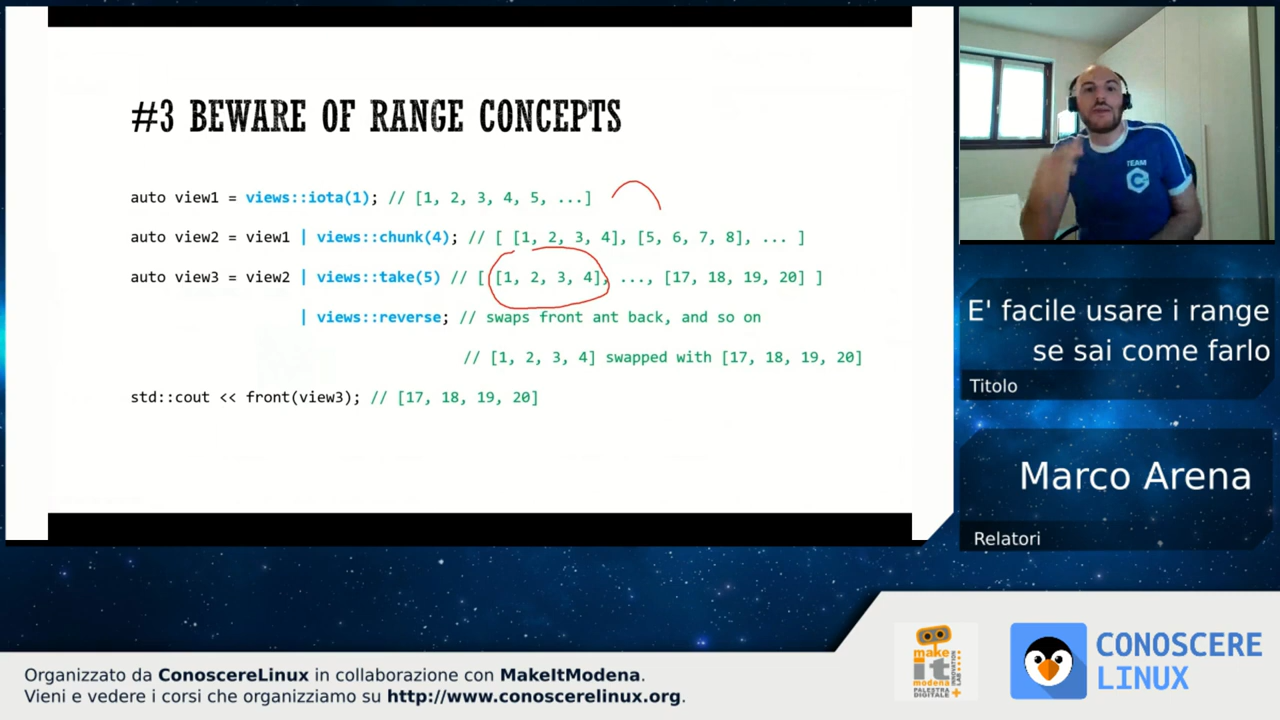 #3 BEWARE OF RANGE CONCEPTS
auto view1 = views::iota(1); // [1, 2, 3, 4, 5, ...]
auto view2 = view1 | views::chunk(4); // [ [1, 2, 3, 4], [5, 6, 7, 8], ... ]
auto view3 = view2 | views::take(5) // [ [1, 2, 3, 4], ..., [17, 18, 19, 20] ]
| views::reverse; // swaps front ant back, and so on
// [1, 2, 3, 4] swapped with [17, 18, 19, 20]
std::cout << front(view3); // [17, 18, 19, 20]
TEAM
C
E' facile usare i range
se sai come farlo
Titolo
Marco Arena
Relatori
make
it
modena
PALESTRA
DIGITALE
LAB
CONOSCERE
LINUX
Organizzato da ConoscereLinux in collaborazione con MakeItModena.
Vieni e vedere i corsi che organizziamo su http://www.conoscerelinux.org.